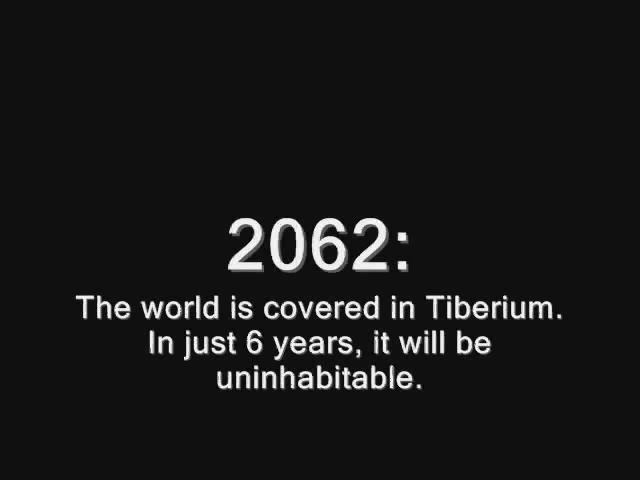 2062:
The world is covered in Tiberium.
In just 6 years, it will be
uninhabitable.